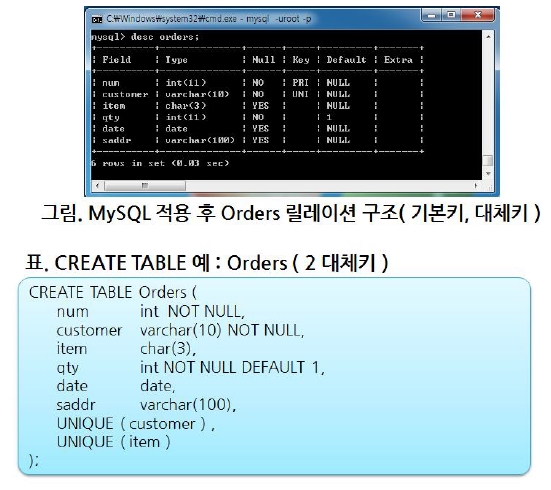 C:￦Windows￦system32￦cmd.exe - mysql -uroot -p
mysql> desc orders;
+----------+--------------+------+-----+---------+-------+
| Field | Type | Null | Key | Default | Extra |
+----------+--------------+------+-----+---------+-------+
| num | int(11) | NO | PRI | NULL | |
| customer | varchar(10) | NO | UNI | NULL | |
| item | char(3) | YES | | NULL | |
| qty | int(11) | NO | | 1 | |
| date | date | YES | | NULL | |
| saddr | varchar(100) | YES | | NULL | |
+----------+--------------+------+-----+---------+-------+
6 rows in set (0.03 sec)
그림. MySQL 적용 후 Orders 릴레이션 구조( 기본키, 대체키 )
표. CREATE TABLE 예 : Orders ( 2 대체키 )
CREATE TABLE Orders (
num int NOT NULL,
customer varchar(10) NOT NULL,
item char(3),
qty int NOT NULL DEFAULT 1,
date date,
saddr varchar(100),
UNIQUE ( customer ) ,
UNIQUE ( item )
);